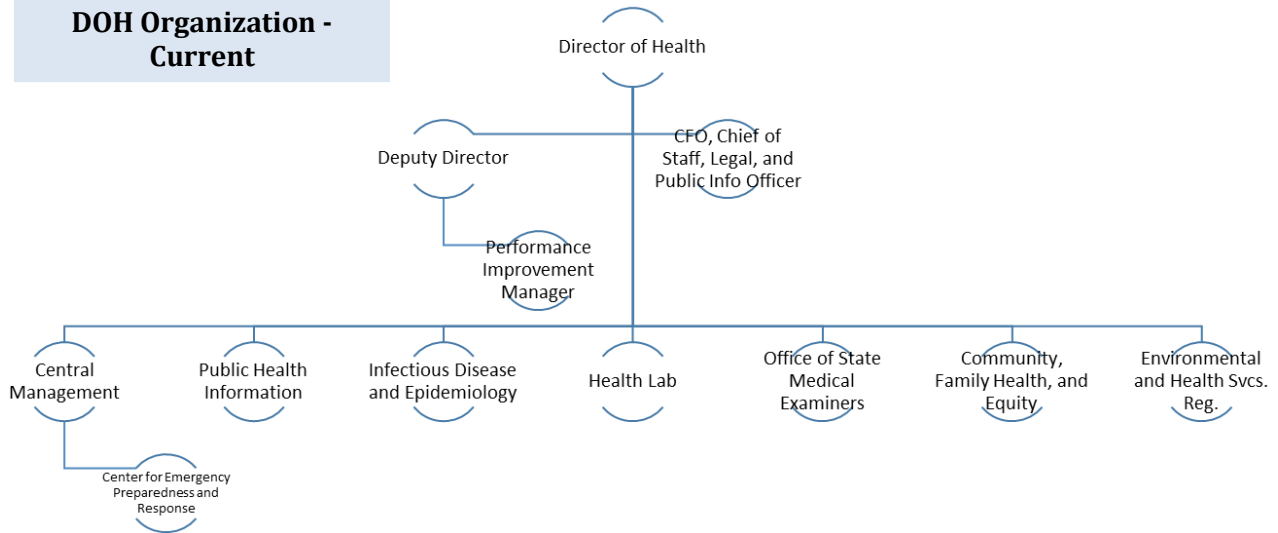 DOH Organization -
Current
Director of Health
Deputy Director
CFO, Chief of
Staff, Legal, and
Public Info Officer
Performance
Improvement
Manager
Central
Management
Public Health
Information
Infectious Disease
and Epidemiology
Health Lab
Office of State
Medical
Examiners
Community,
Family Health, and
Equity
Environmental
and Health Svcs.
Reg.
Center for Emergency
Preparedness and
Response